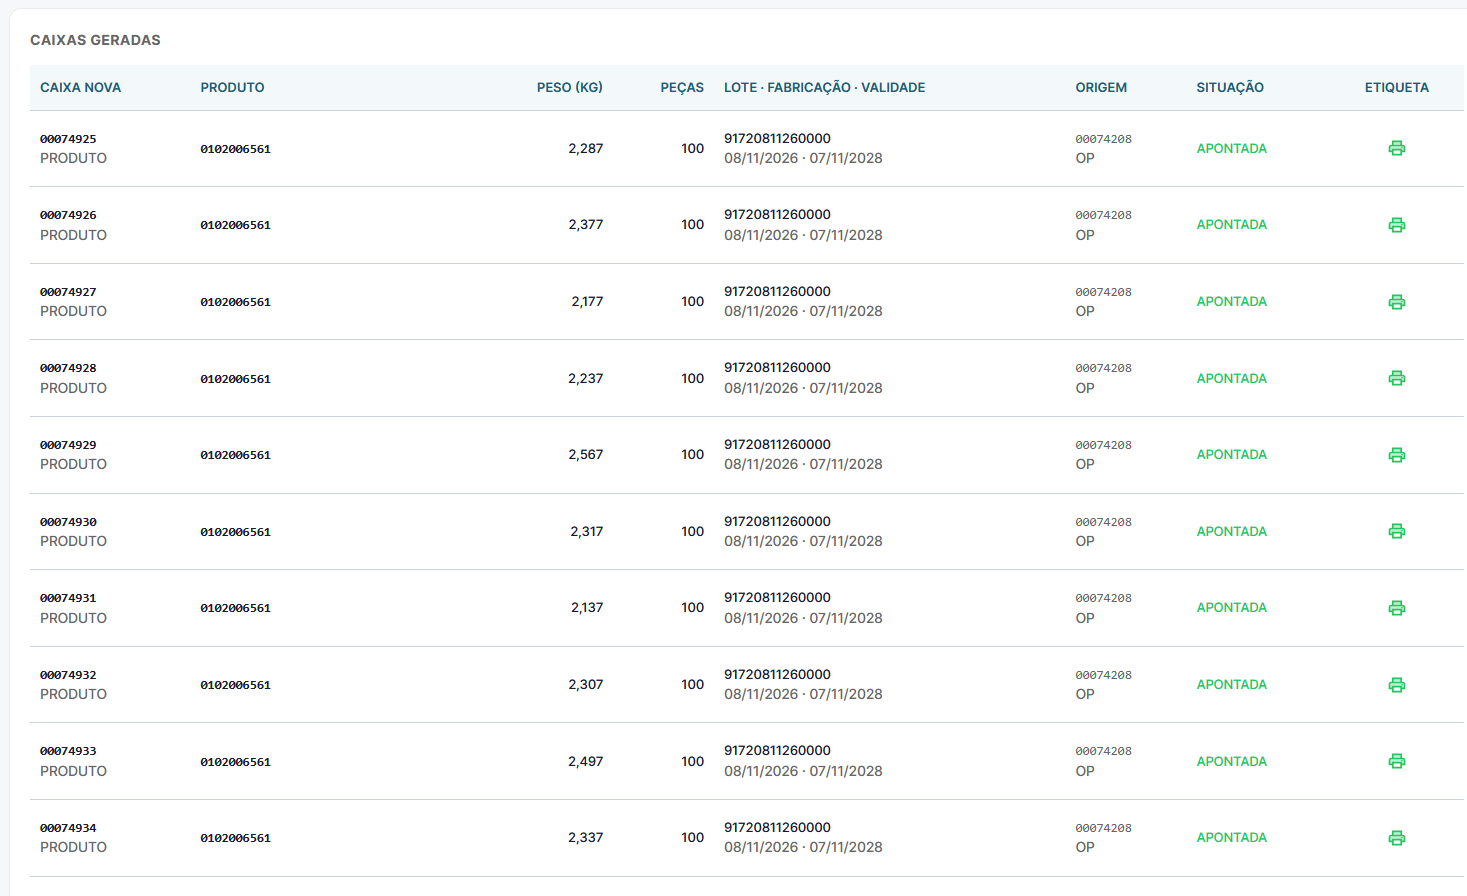 CAIXAS GERADAS
CAIXA NOVA PRODUTO PESO (KG) PEÇAS LOTE · FABRICAÇÃO · VALIDADE ORIGEM SITUAÇÃO ETIQUETA
00074925 0102006561 2,287 100 91720811260000 00074208 APONTADA
PRODUTO 08/11/2026 · 07/11/2028 OP
00074926 0102006561 2,377 100 91720811260000 00074208 APONTADA
PRODUTO 08/11/2026 · 07/11/2028 OP
00074927 0102006561 2,177 100 91720811260000 00074208 APONTADA
PRODUTO 08/11/2026 · 07/11/2028 OP
00074928 0102006561 2,237 100 91720811260000 00074208 APONTADA
PRODUTO 08/11/2026 · 07/11/2028 OP
00074929 0102006561 2,567 100 91720811260000 00074208 APONTADA
PRODUTO 08/11/2026 · 07/11/2028 OP
00074930 0102006561 2,317 100 91720811260000 00074208 APONTADA
PRODUTO 08/11/2026 · 07/11/2028 OP
00074931 0102006561 2,137 100 91720811260000 00074208 APONTADA
PRODUTO 08/11/2026 · 07/11/2028 OP
00074932 0102006561 2,307 100 91720811260000 00074208 APONTADA
PRODUTO 08/11/2026 · 07/11/2028 OP
00074933 0102006561 2,497 100 91720811260000 00074208 APONTADA
PRODUTO 08/11/2026 · 07/11/2028 OP
00074934 0102006561 2,337 100 91720811260000 00074208 APONTADA
PRODUTO 08/11/2026 · 07/11/2028 OP